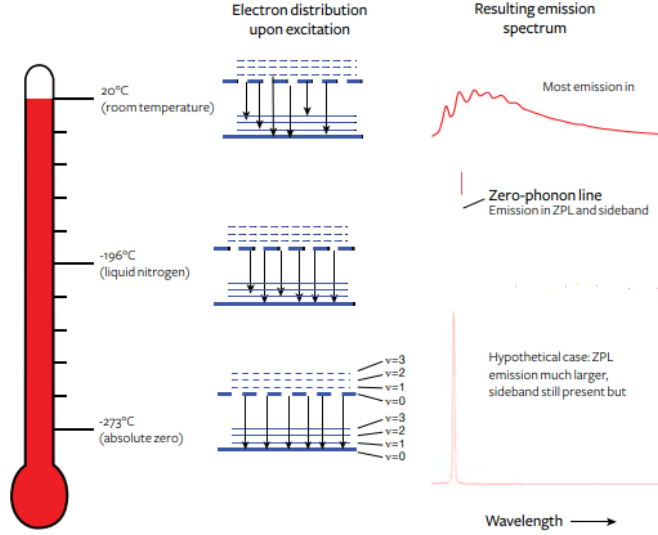 Electron distribution
upon excitation
Resulting emission
spectrum
20°C
(room temperature)
Most emission in
Zero-phonon line
Emission in ZPL and sideband
-196°C
(liquid nitrogen)
Hypothetical case: ZPL
emission much larger,
sideband still present but
v=3
v=2
v=1
v=0
v=3
v=2
v=1
v=0
-273°C
(absolute zero)
Wavelength